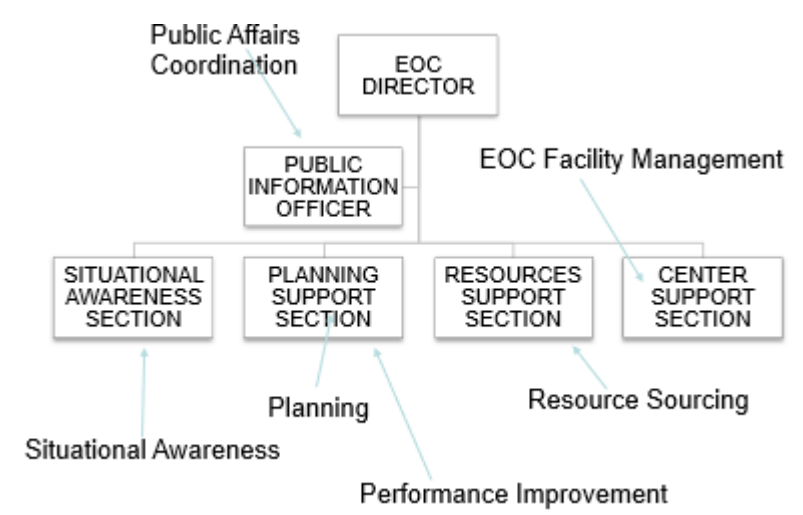 Public Affairs
Coordination
EOC
DIRECTOR
PUBLIC
INFORMATION
OFFICER
EOC Facility Management
SITUATIONAL
AWARENESS
SECTION
PLANNING
SUPPORT
SECTION
RESOURCES
SUPPORT
SECTION
CENTER
SUPPORT
SECTION
Planning
Resource Sourcing
Situational Awareness
Performance Improvement